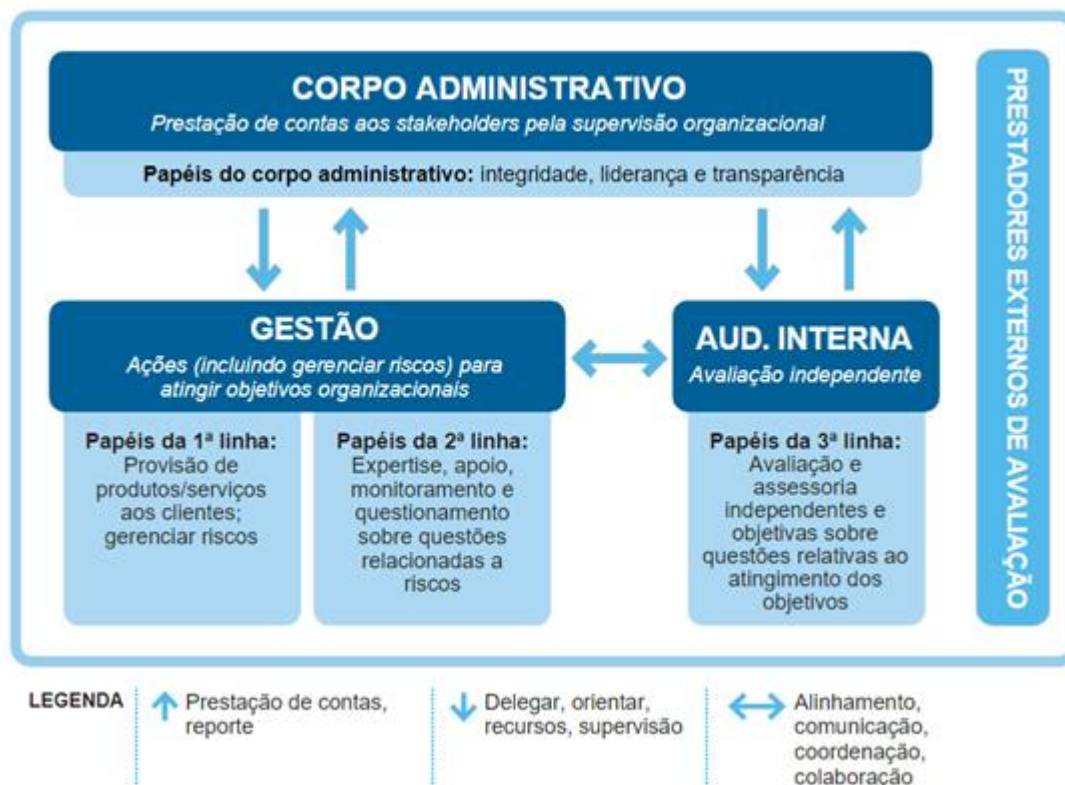 CORPO ADMINISTRATIVO
Prestação de contas aos stakeholders pela supervisão organizacional
Papéis do corpo administrativo: integridade, liderança e transparência
GESTÃO
Ações (incluindo gerenciar riscos) para
atingir objetivos organizacionais
Papéis da 1ª linha:
Provisão de
produtos/serviços
aos clientes;
gerenciar riscos
Papéis da 2ª linha:
Expertise, apoio,
monitoramento e
questionamento
sobre questões
relacionadas a
riscos
AUD. INTERNA
Avaliação independente
Papéis da 3ª linha:
Avaliação e
assessoria
independentes e
objetivas sobre
questões relativas ao
atingimento dos
objetivos
PRESTADORES EXTERNOS DE AVALIAÇÃO
LEGENDA
Prestação de contas,
reporte
Delegar, orientar,
recursos, supervisão
Alinhamento,
comunicação,
coordenação,
colaboração